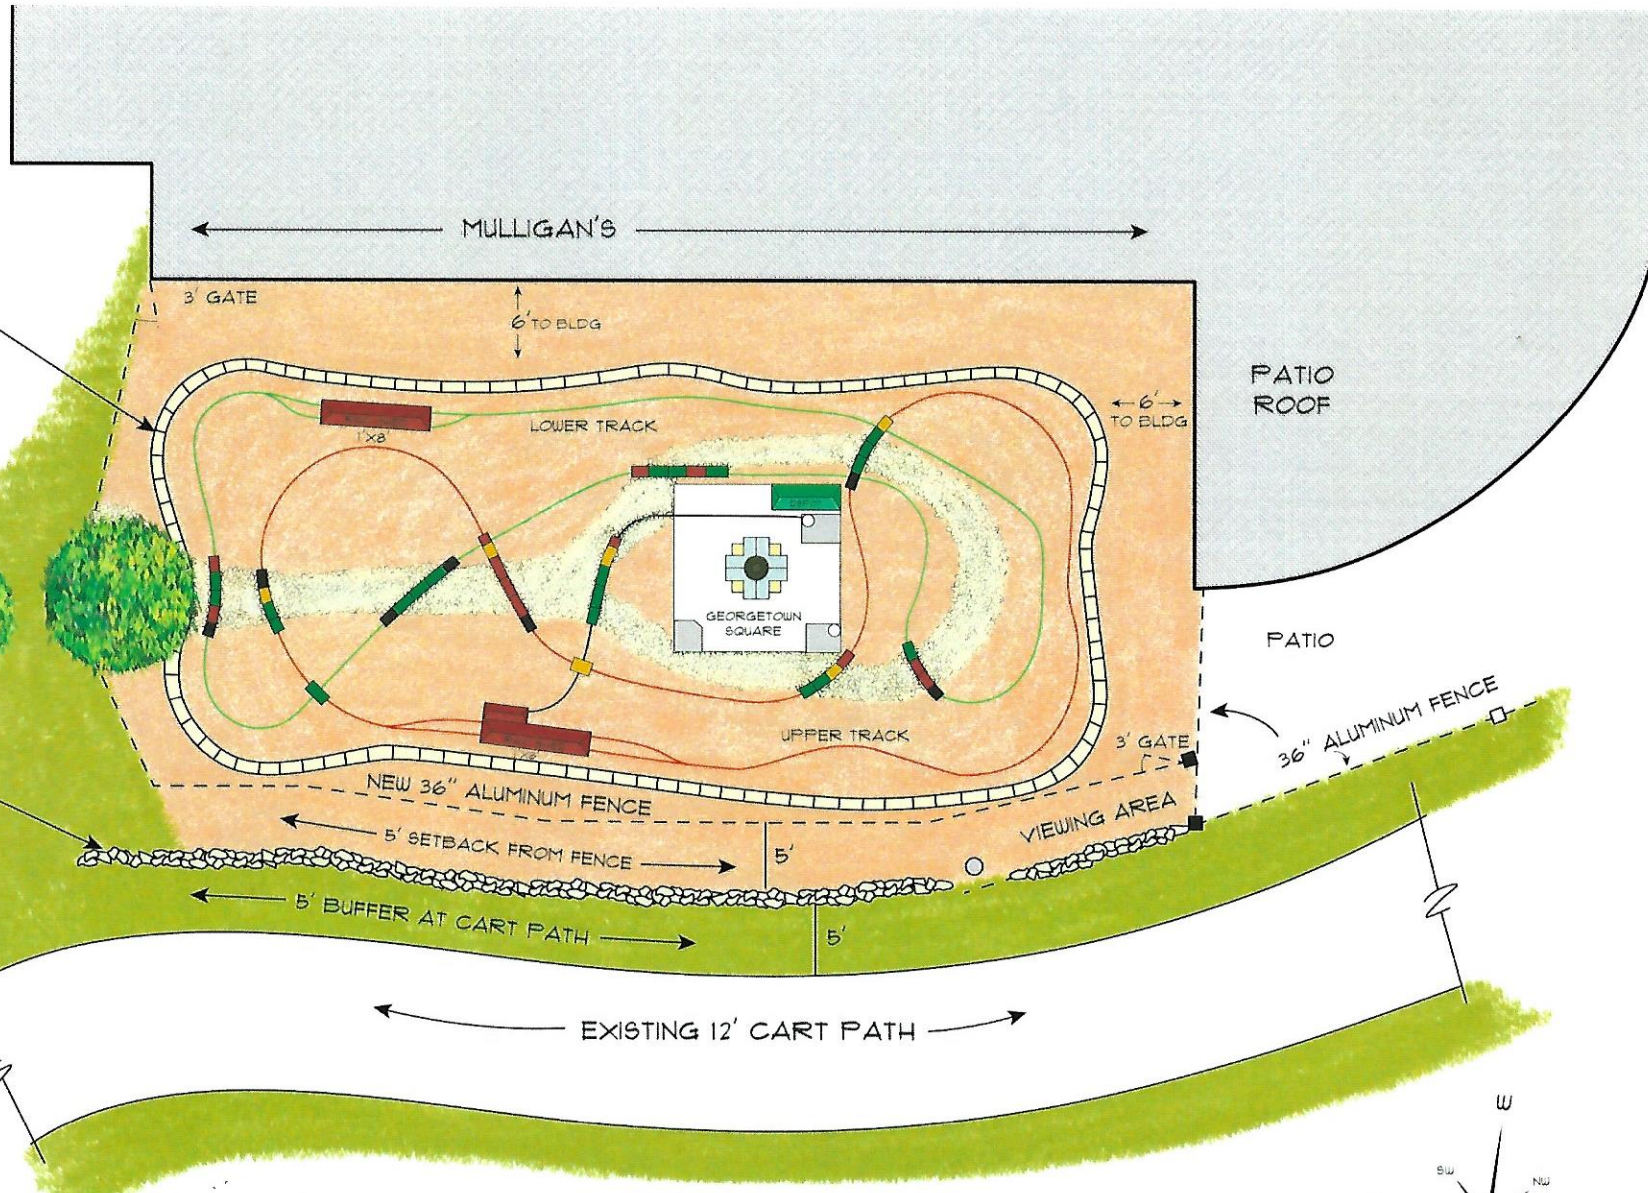 MULLIGAN'S
3' GATE
6' TO BLDG
PATIO
ROOF
6'
TO BLDG
1'X8'
LOWER TRACK
DEPOT
GEORGETOWN
SQUARE
PATIO
UPPER TRACK
3' GATE
36" ALUMINUM FENCE
NEW 36" ALUMINUM FENCE
VIEWING AREA
5' SETBACK FROM FENCE
5'
5' BUFFER AT CART PATH
5'
EXISTING 12' CART PATH
W
SW
NW